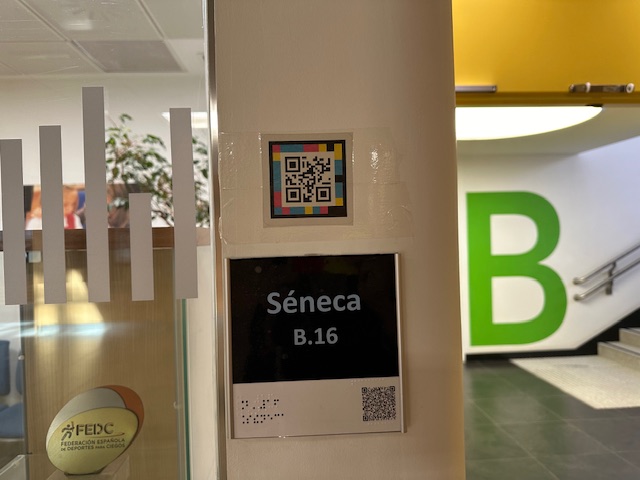 Séneca
B.16
B
FEDC
FEDERACIÓN ESPAÑOLA
DE DEPORTES PARA CIEGOS